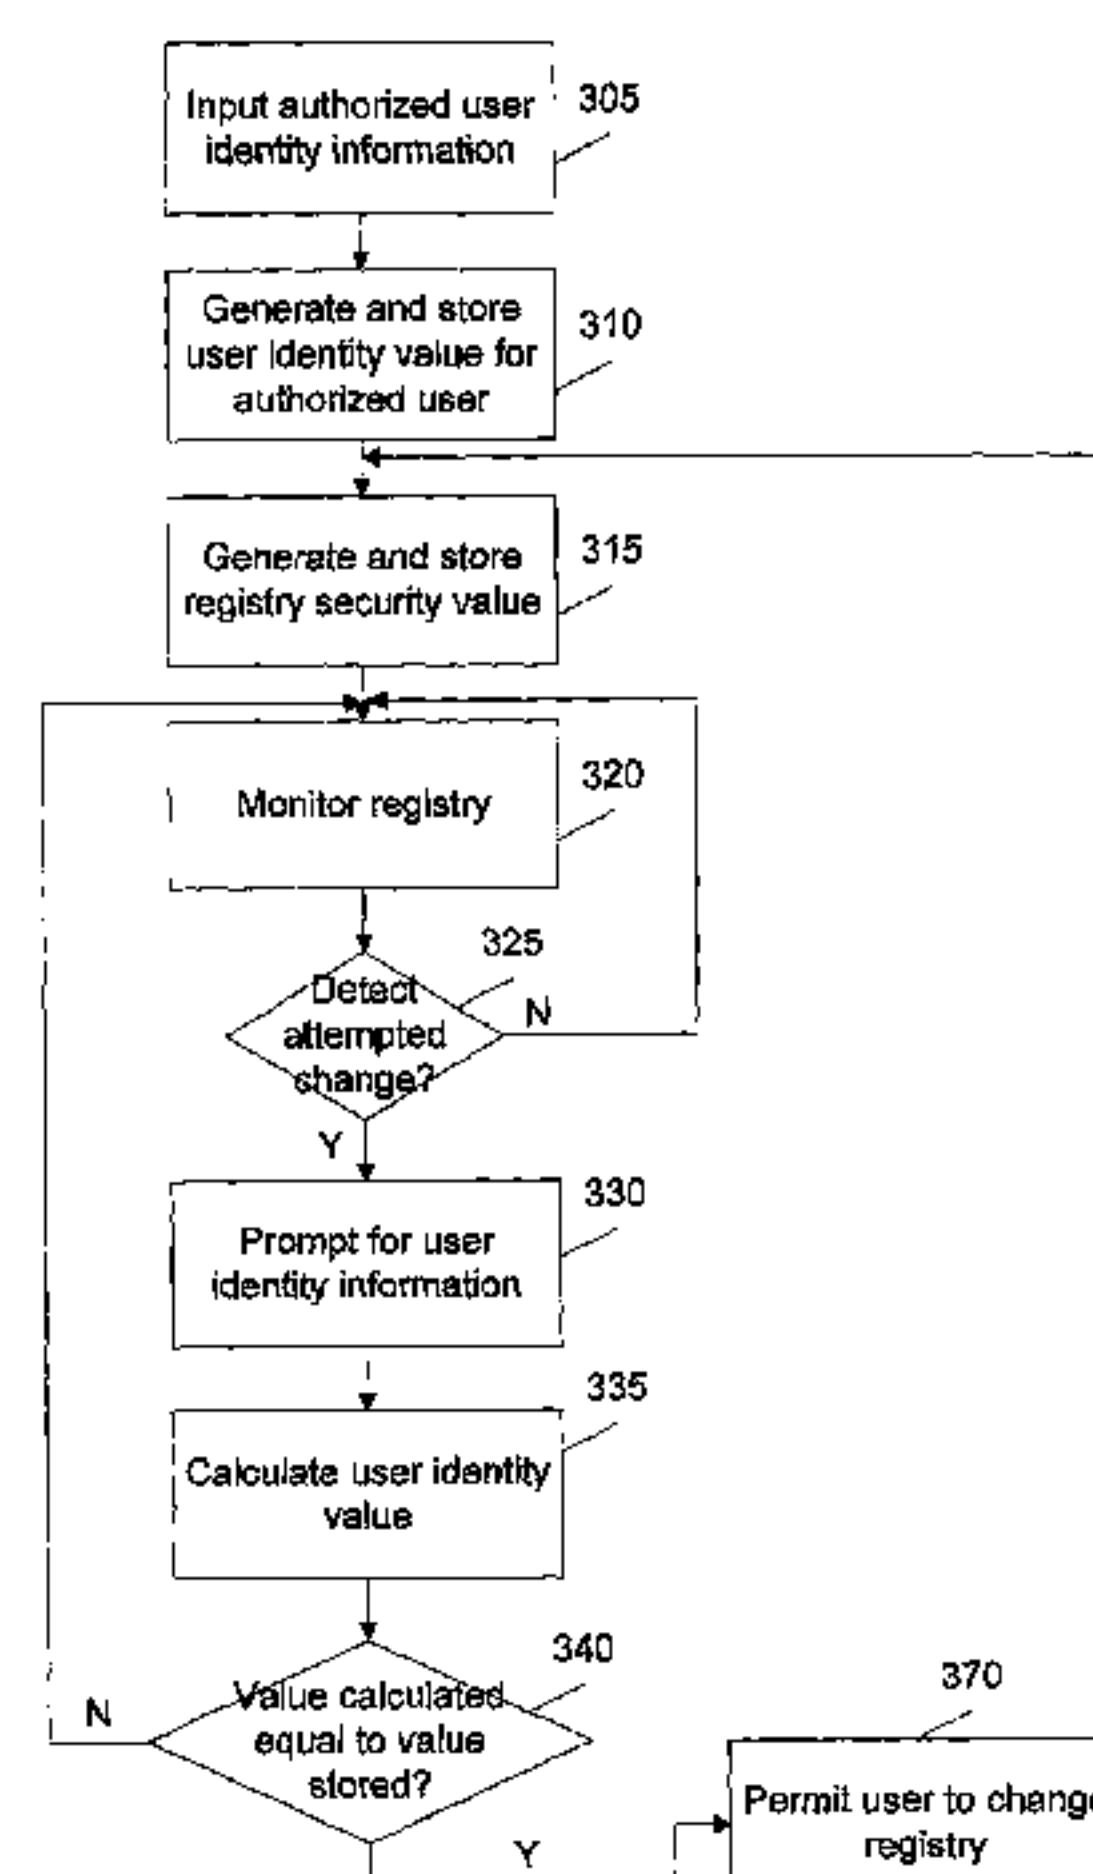 Input authorized user
identity information
305
Generate and store
user identity value for
authorized user
310
Generate and store
registry security value
315
Monitor registry
320
325
Detect
attempted
change?
N
Y
330
Prompt for user
identity information
335
Calculate user identity
value
340
Value calculated
equal to value
stored?
N
Y
370
Permit user to change
registry